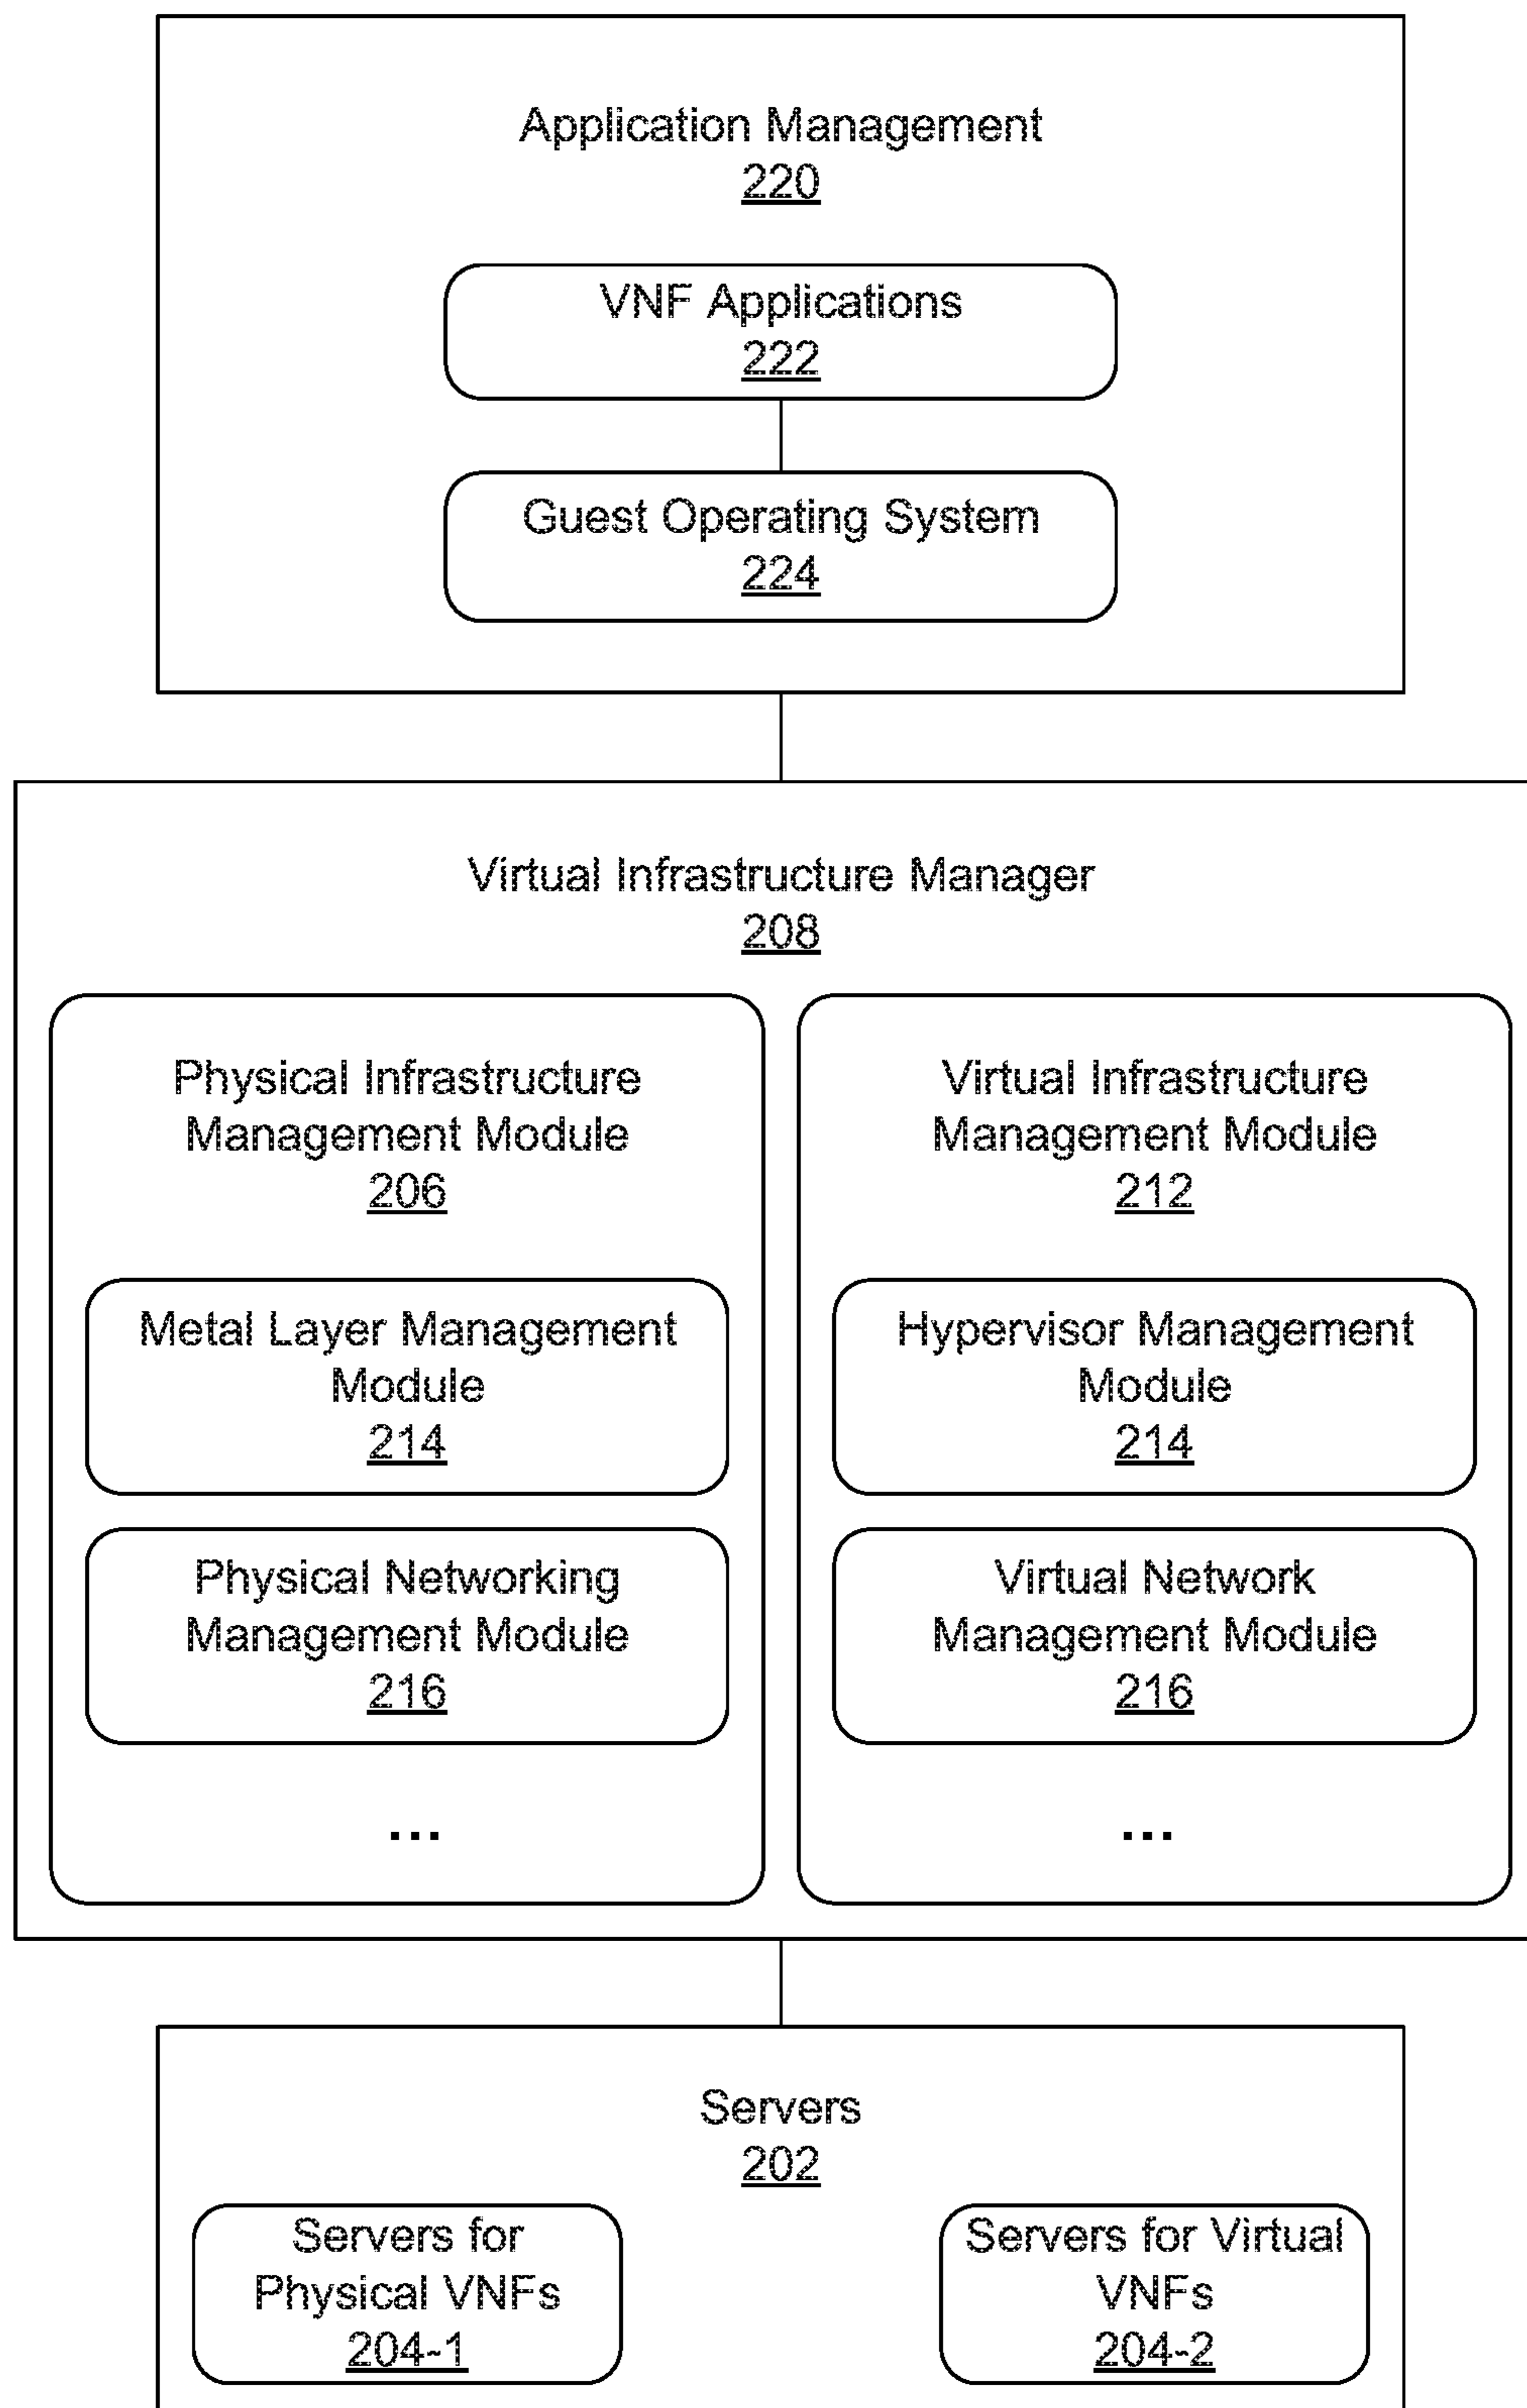 Application Management
220
VNF Applications
222
Guest Operating System
224
Virtual Infrastructure Manager
208
Physical Infrastructure
Management Module
206
Metal Layer Management
Module
214
Physical Networking
Management Module
216
...
Virtual Infrastructure
Management Module
212
Hypervisor Management
Module
214
Virtual Network
Management Module
216
...
Servers
202
Servers for
Physical VNFs
204-1
Servers for Virtual
VNFs
204-2